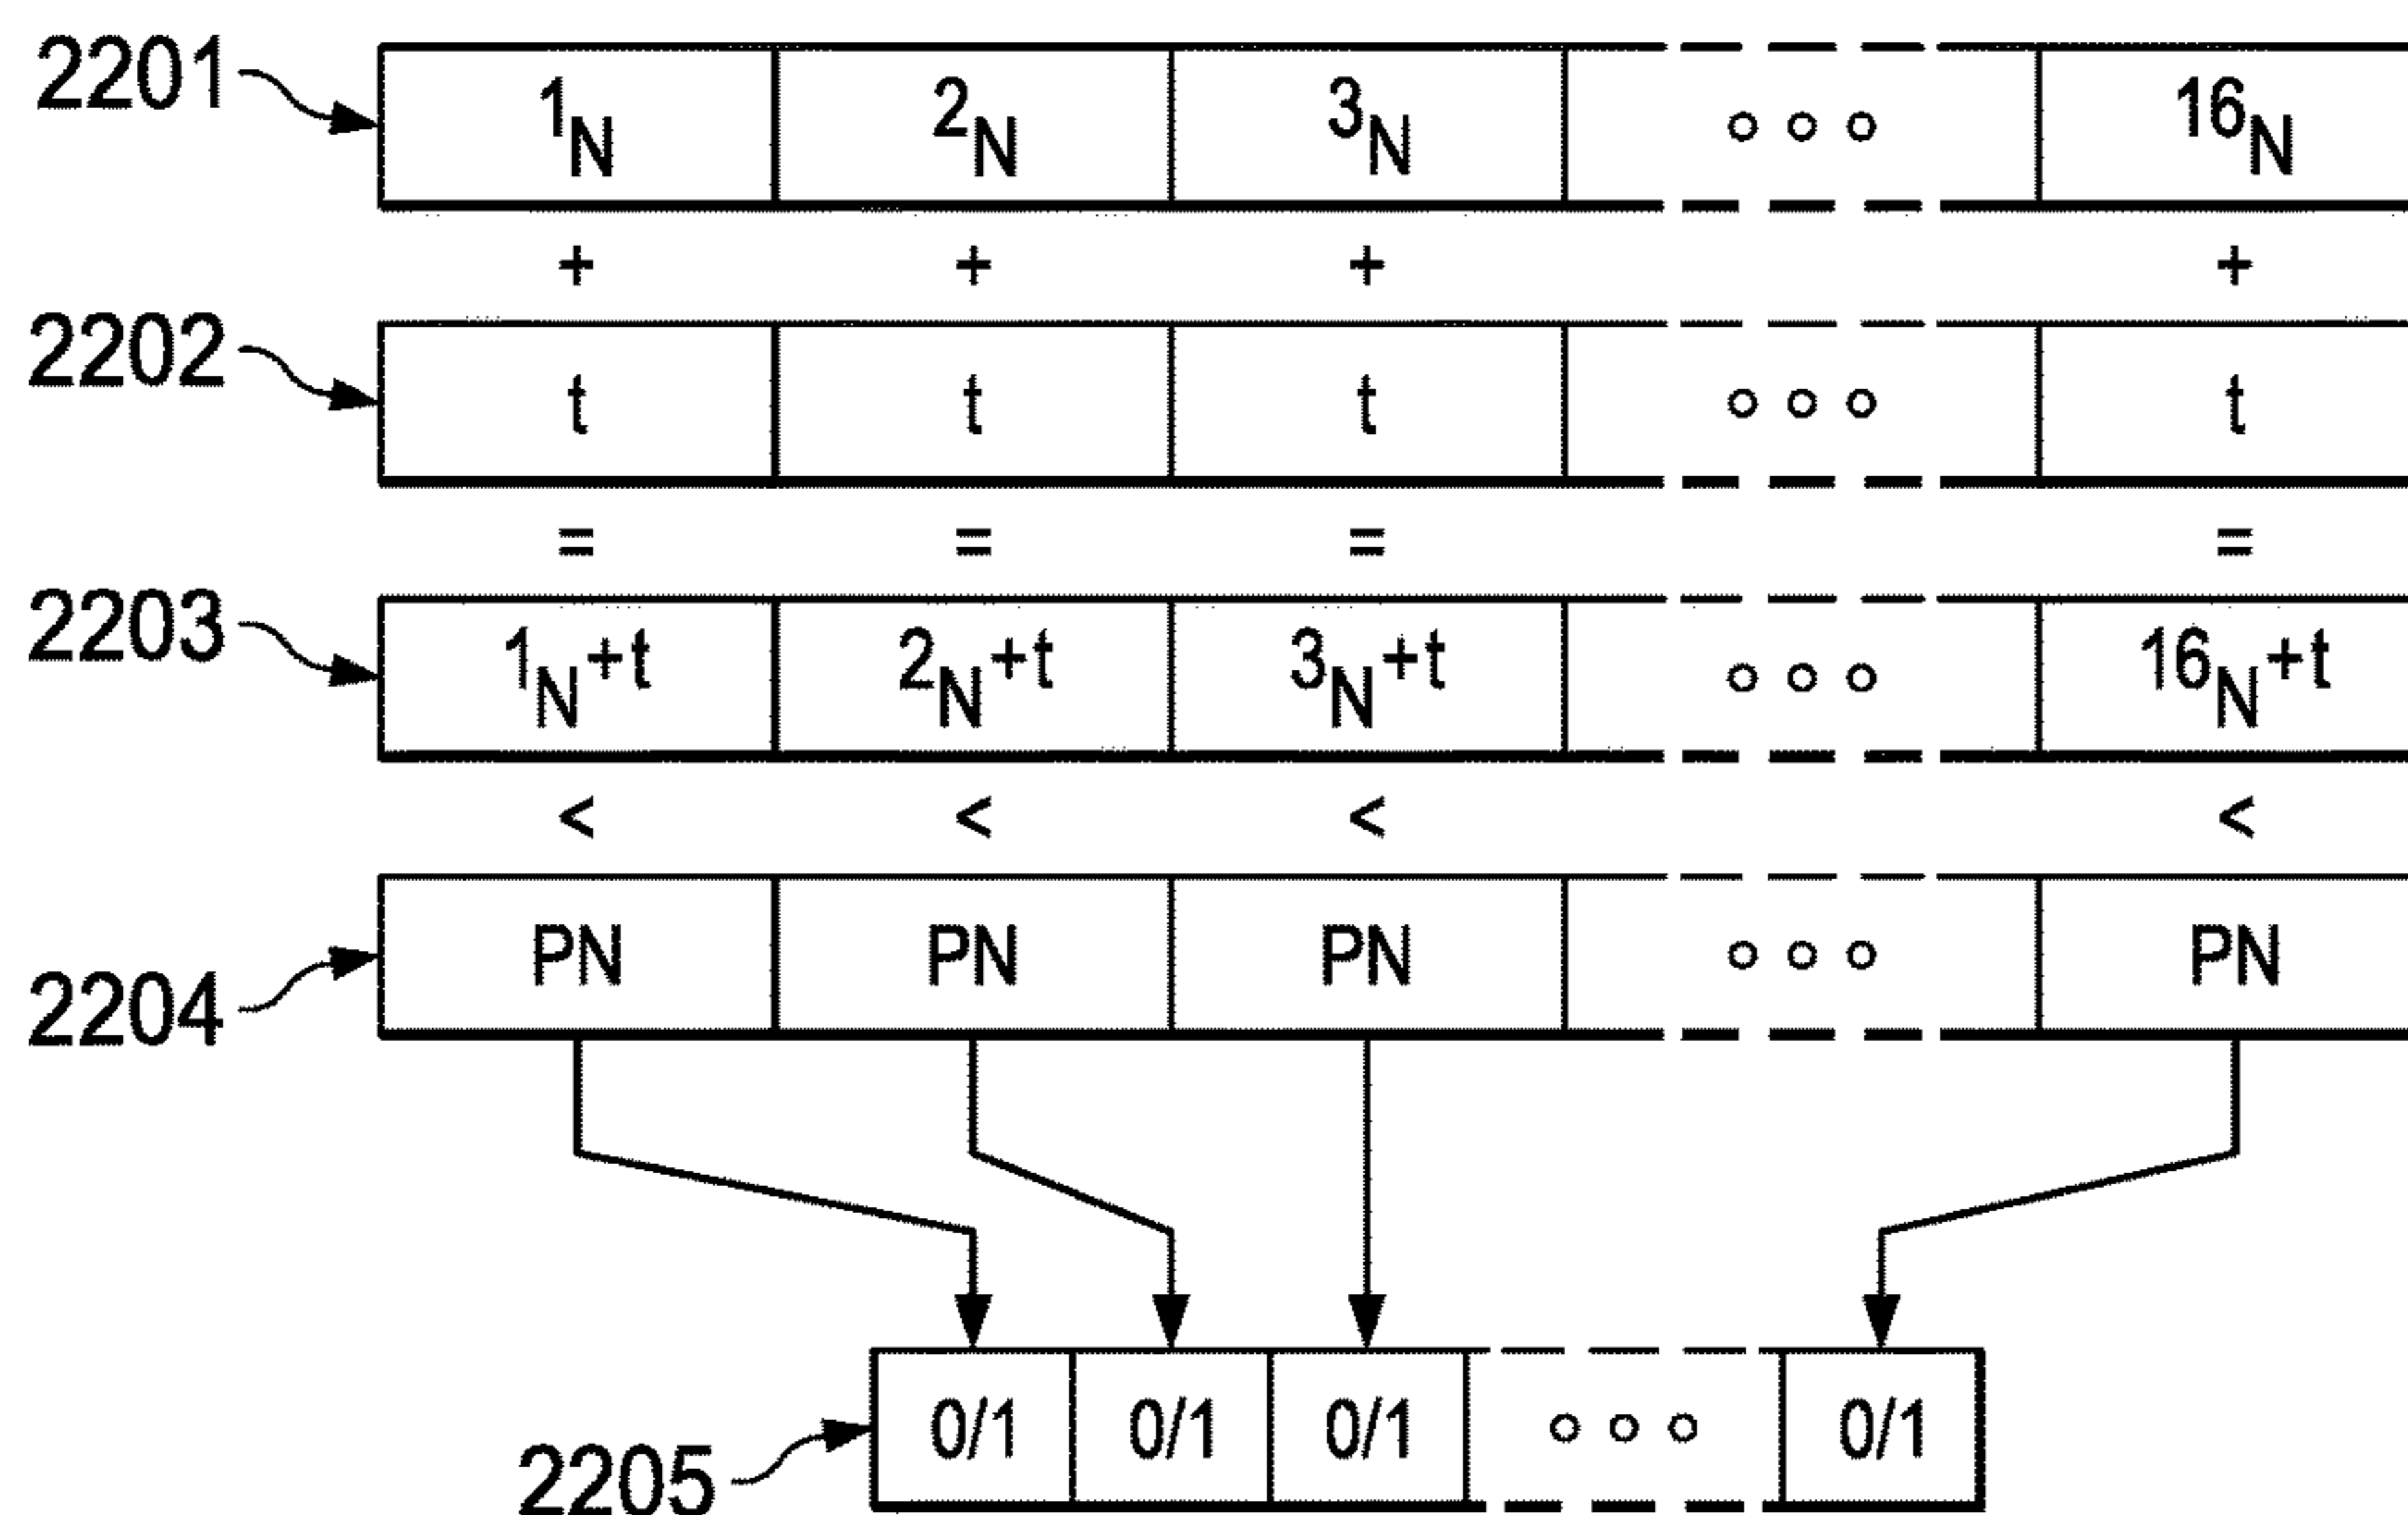 2201 1N 2N 3N ○ ○ ○ 16N
+ + + +
2202 t t t ○ ○ ○ t
= = = =
2203 1N+t 2N+t 3N+t ○ ○ ○ 16N+t
< < < <
2204 PN PN PN ○ ○ ○ PN
2205 0/1 0/1 0/1 ○ ○ ○ 0/1